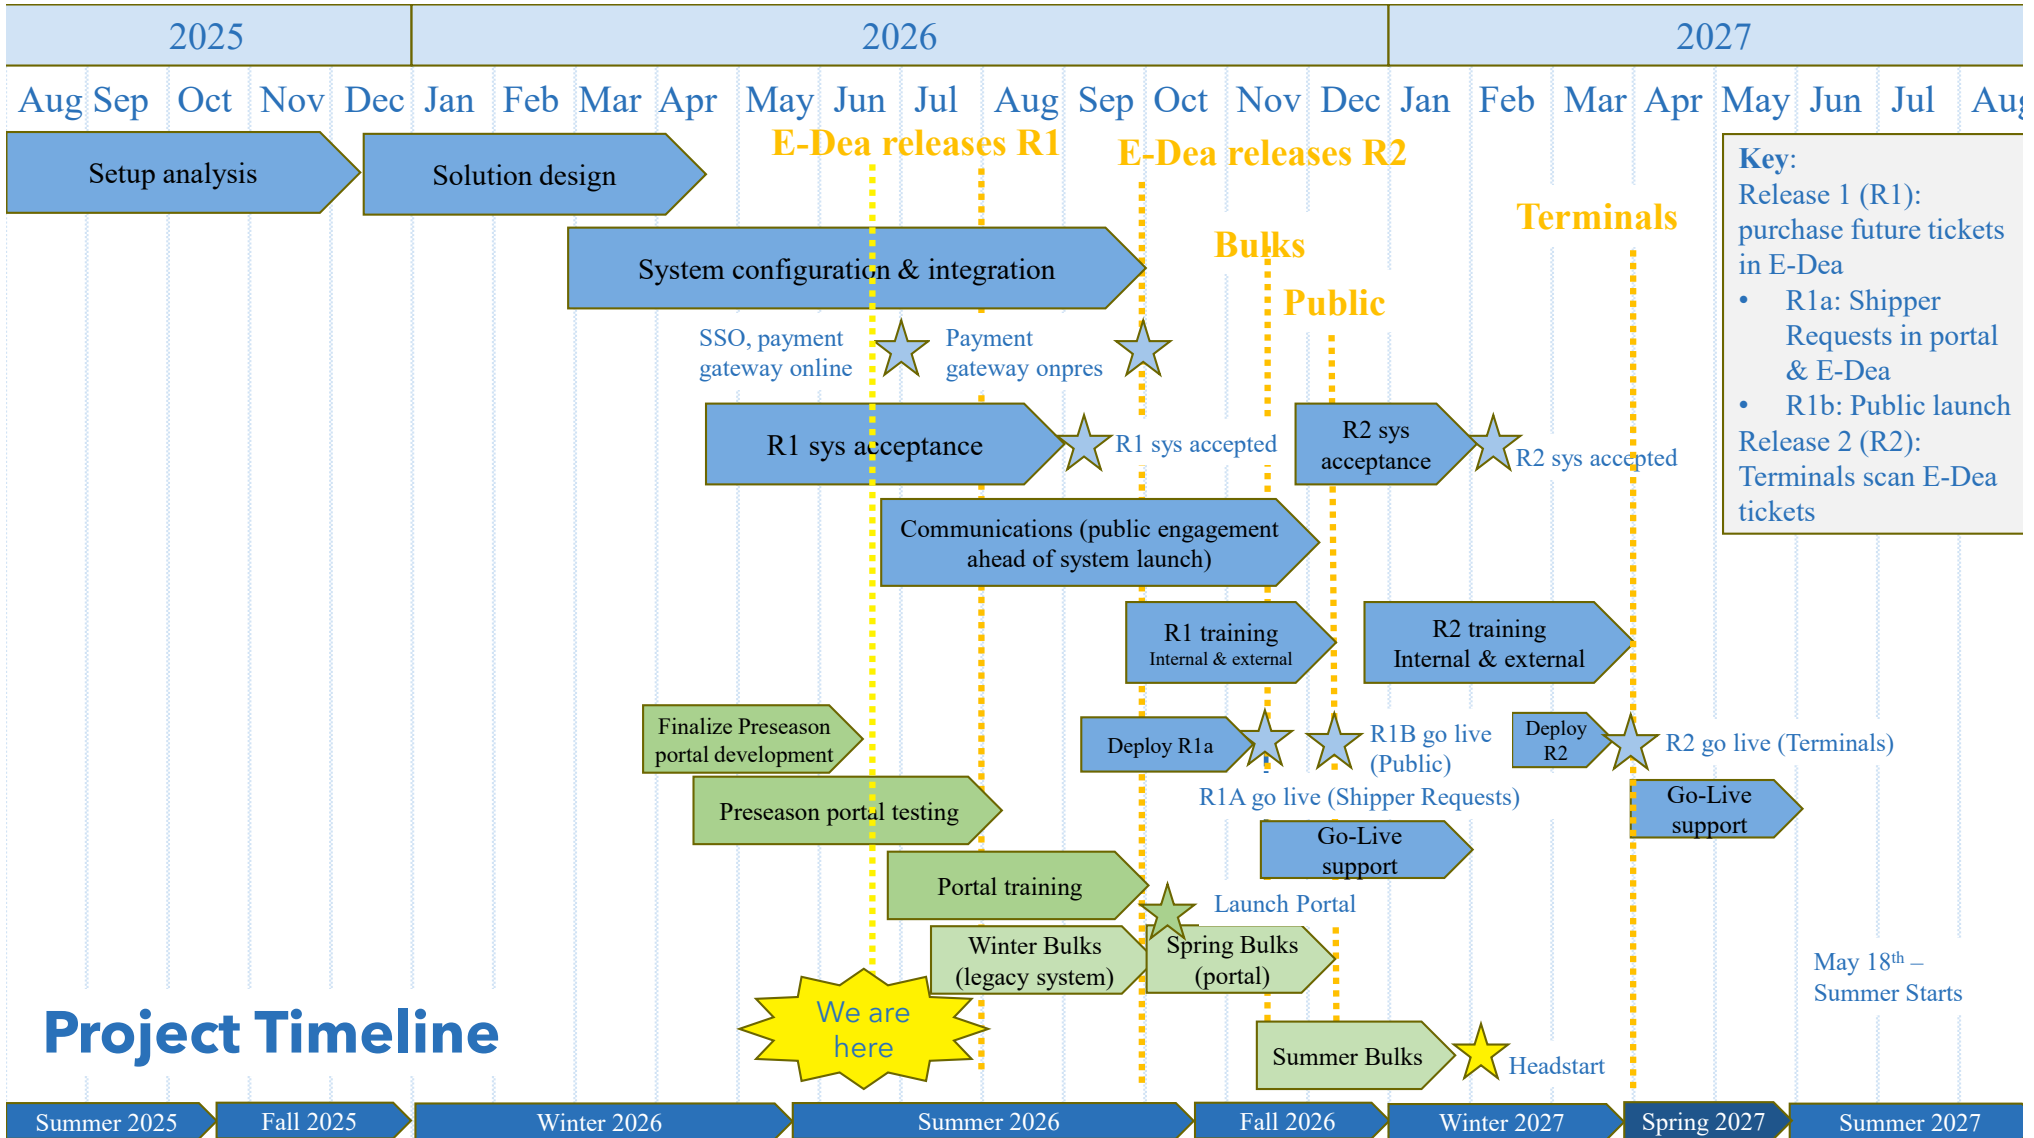 2025 2026 2027
Aug Sep Oct Nov Dec Jan Feb Mar Apr May Jun Jul Aug Sep Oct Nov Dec Jan Feb Mar Apr May Jun Jul Aug
E-Dea releases R1
E-Dea releases R2
Setup analysis
Solution design
Key:
Release 1 (R1):
purchase future tickets
in E-Dea
• R1a: Shipper
Requests in portal
& E-Dea
• R1b: Public launch
Release 2 (R2):
Terminals scan E-Dea
tickets
Terminals
Bulks
System configuration & integration
Public
SSO, payment
gateway online
Payment
gateway onpres
R1 sys acceptance
R1 sys accepted
R2 sys
acceptance
R2 sys accepted
Communications (public engagement
ahead of system launch)
R1 training
Internal & external
R2 training
Internal & external
Finalize Preseason
portal development
Deploy R1a
R1B go live
(Public)
Deploy
R2
R2 go live (Terminals)
R1A go live (Shipper Requests)
Preseason portal testing
Go-Live
support
Go-Live
support
Portal training
Launch Portal
Winter Bulks
(legacy system)
Spring Bulks
(portal)
May 18th –
Summer Starts
We are
here
Project Timeline
Summer Bulks
Headstart
Summer 2025 Fall 2025 Winter 2026 Summer 2026 Fall 2026 Winter 2027 Spring 2027 Summer 2027